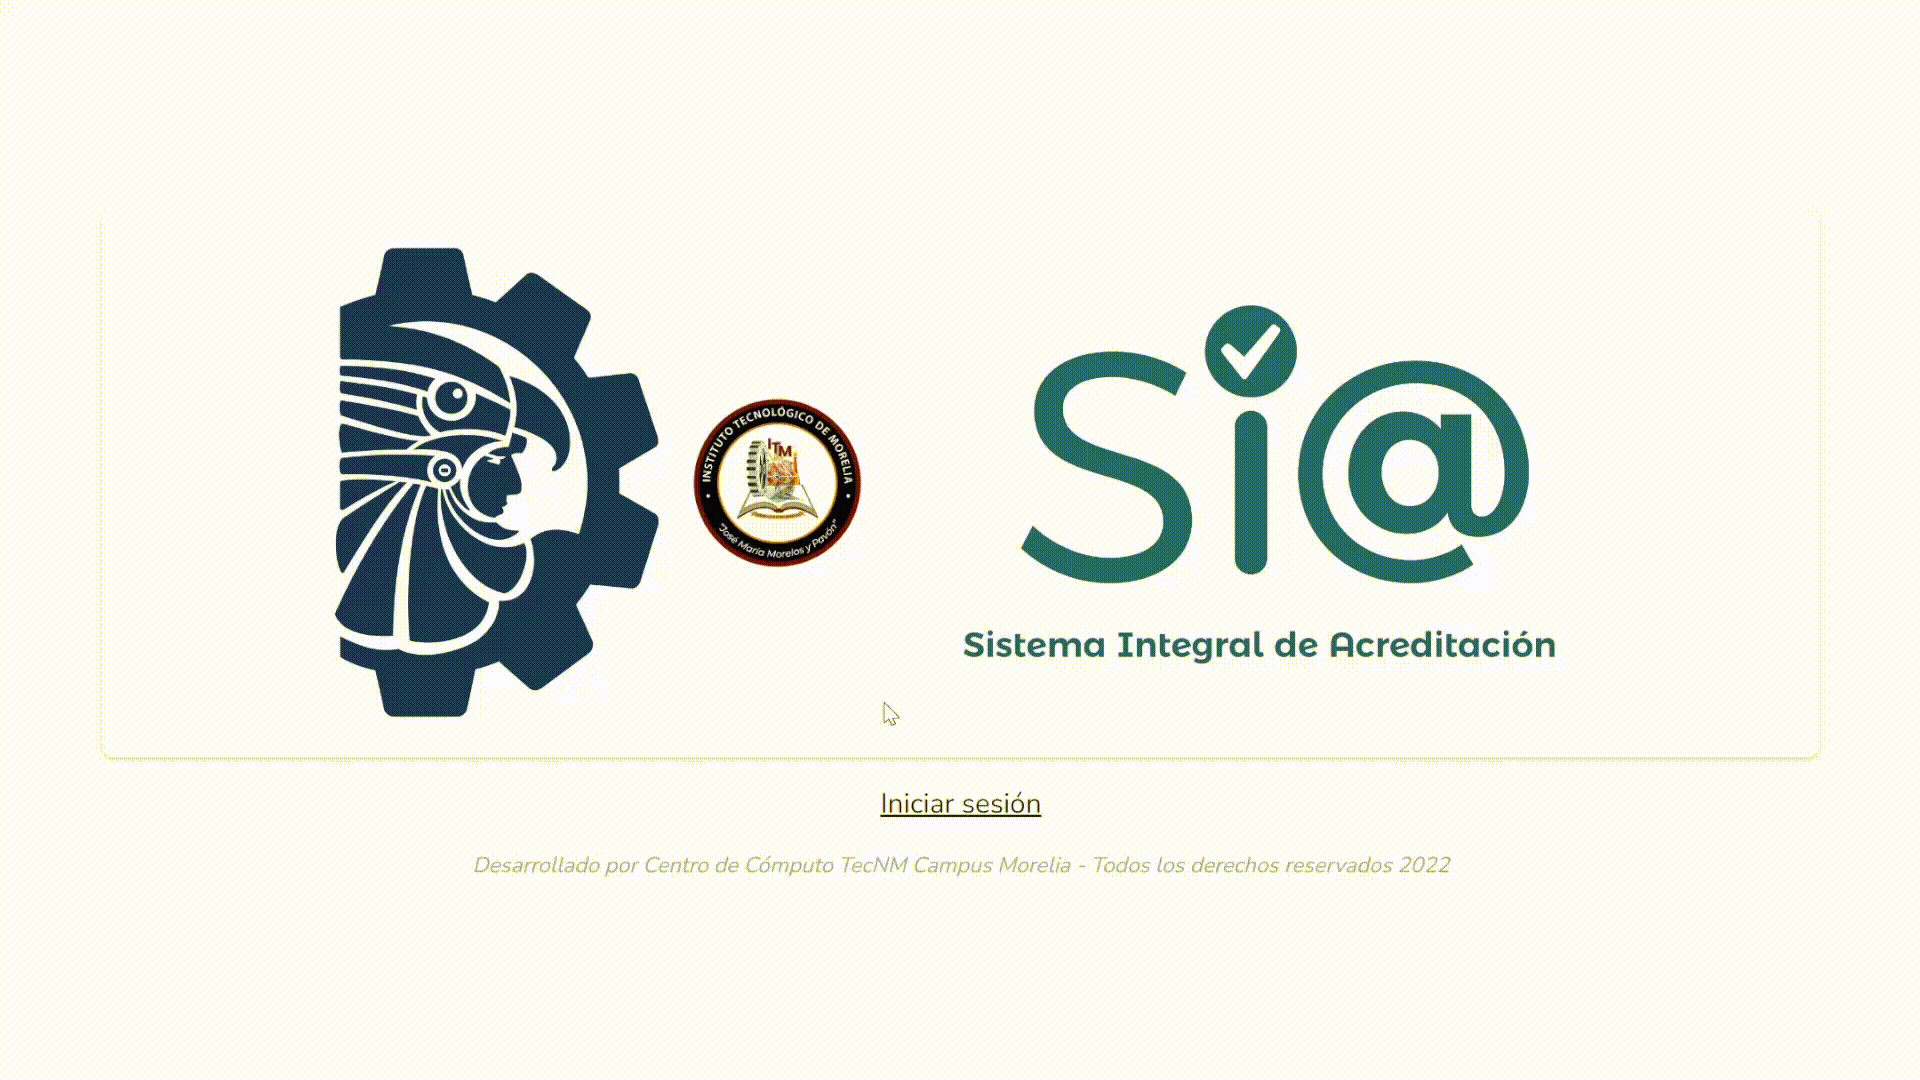 INSTITUTO TECNOLÓGICO DE MORELIA
ITM
"José María Morelos y Pavón"
Si@
Sistema Integral de Acreditación
Iniciar sesión
Desarrollado por Centro de Cómputo TecNM Campus Morelia - Todos los derechos reservados 2022